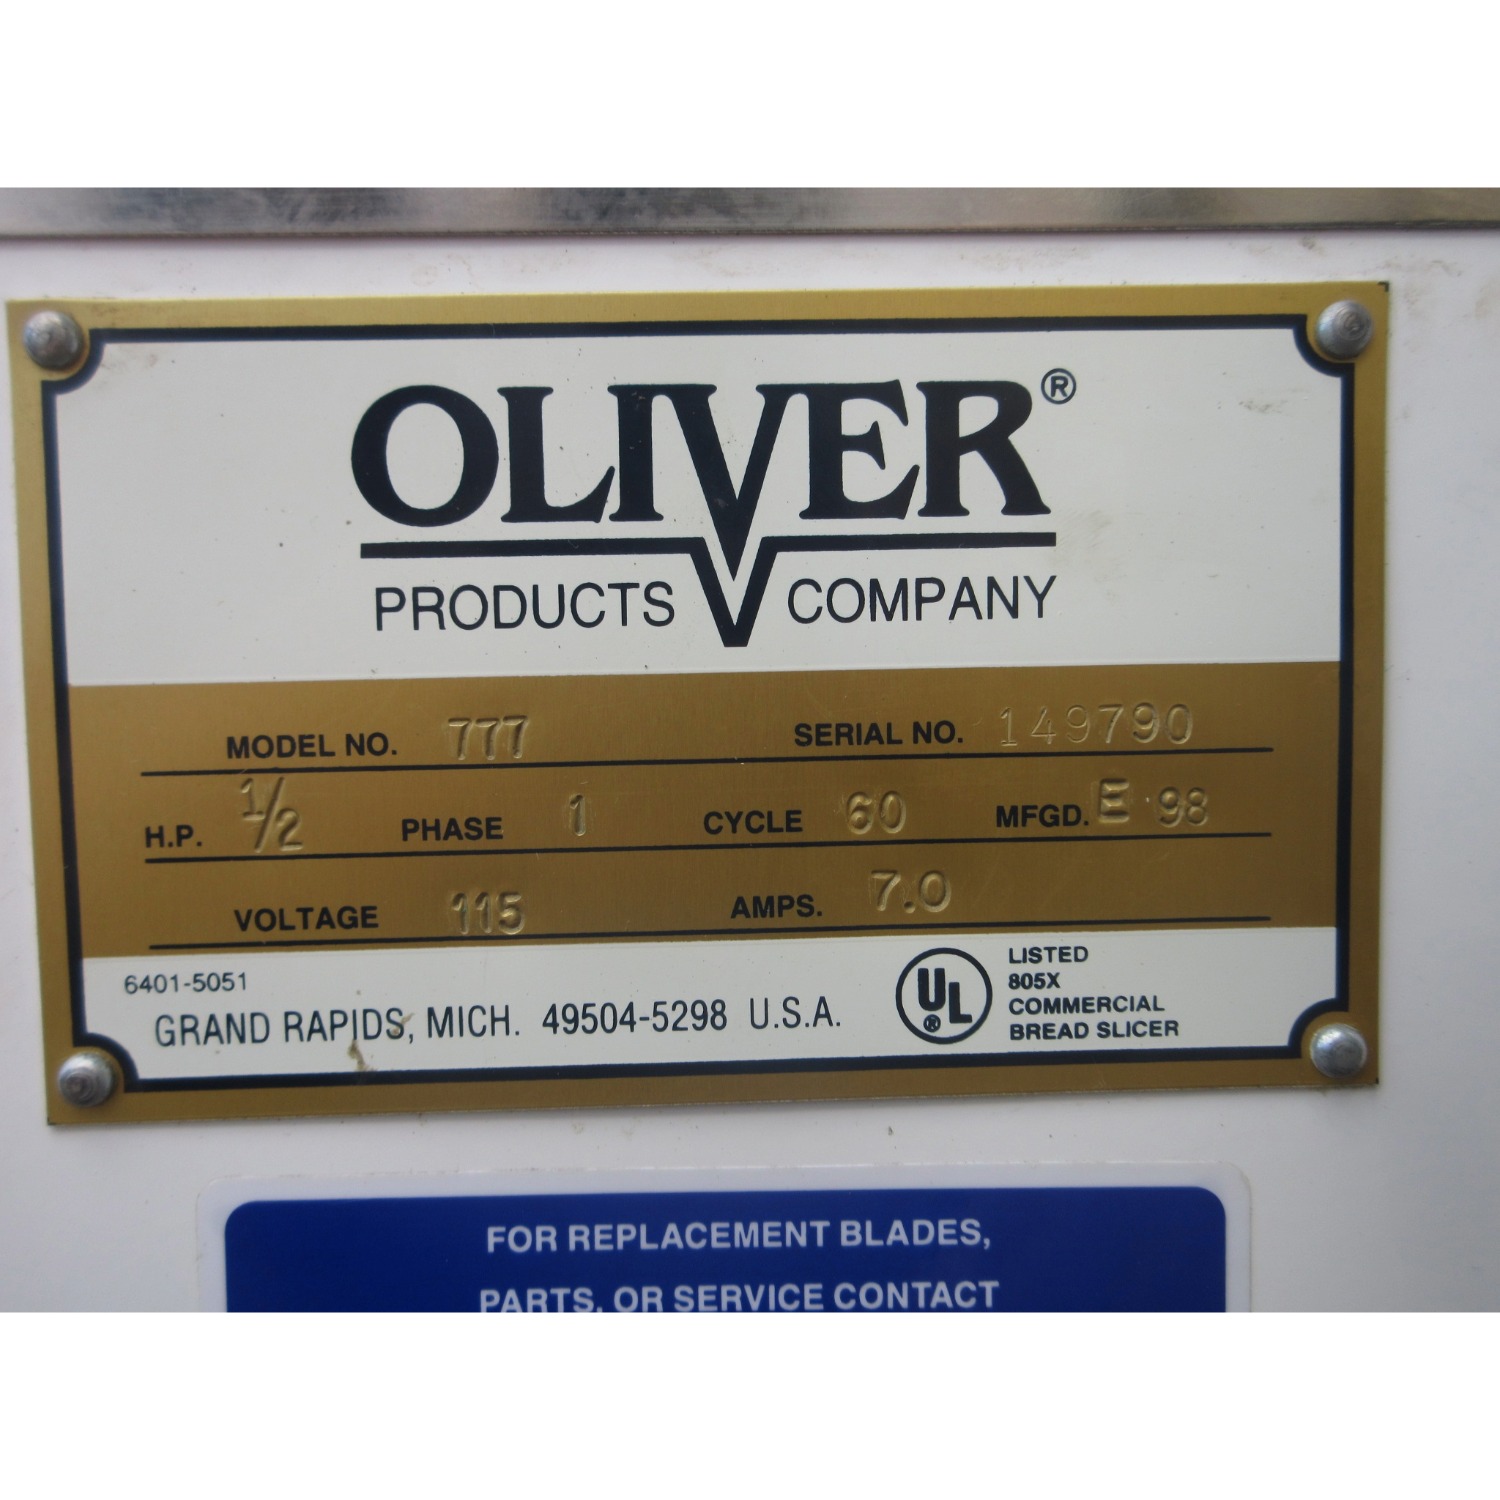 OLIVER®
PRODUCTS COMPANY
MODEL NO. 777 SERIAL NO. 149790
H.P. 1/2 PHASE 1 CYCLE 60 MFGD. E 98
VOLTAGE 115 AMPS. 7.0
6401-5051
GRAND RAPIDS, MICH. 49504-5298 U.S.A.
UL®
LISTED
805X
COMMERCIAL
BREAD SLICER
FOR REPLACEMENT BLADES,
PARTS, OR SERVICE CONTACT